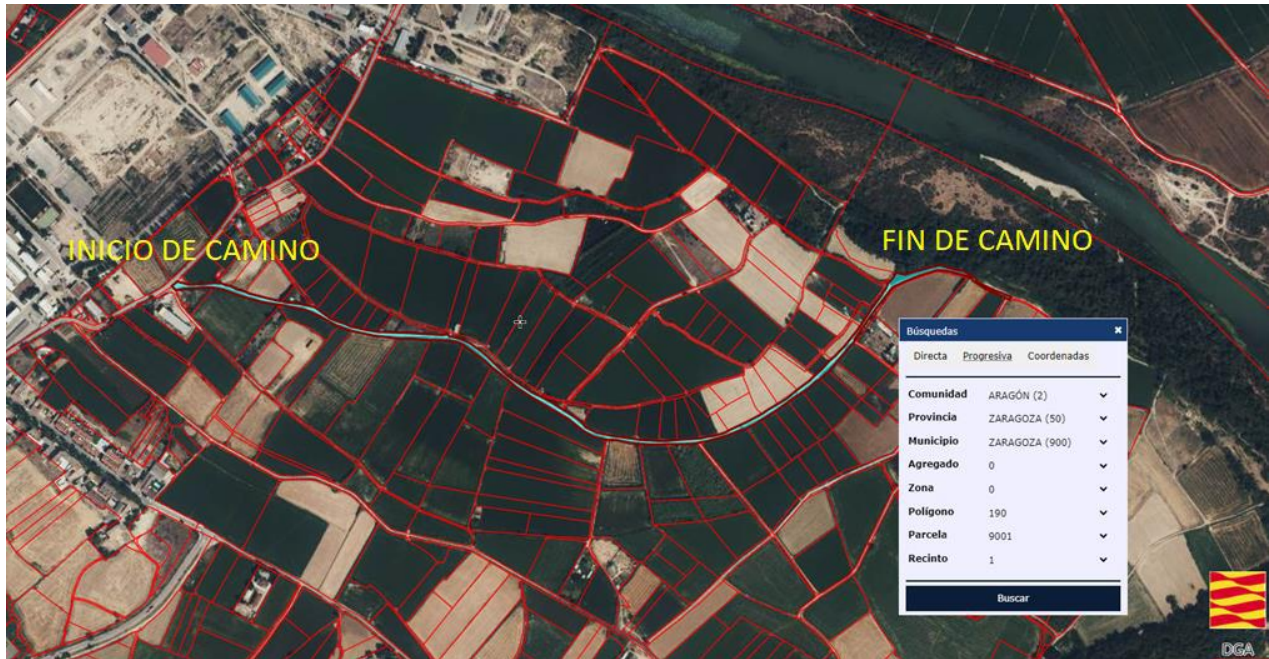 INICIO DE CAMINO
FIN DE CAMINO
Búsquedas ×
Directa Progresiva Coordenadas
Comunidad ARAGÓN (2)
Provincia ZARAGOZA (50)
Municipio ZARAGOZA (900)
Agregado 0
Zona 0
Polígono 190
Parcela 9001
Recinto 1
Buscar
DGA